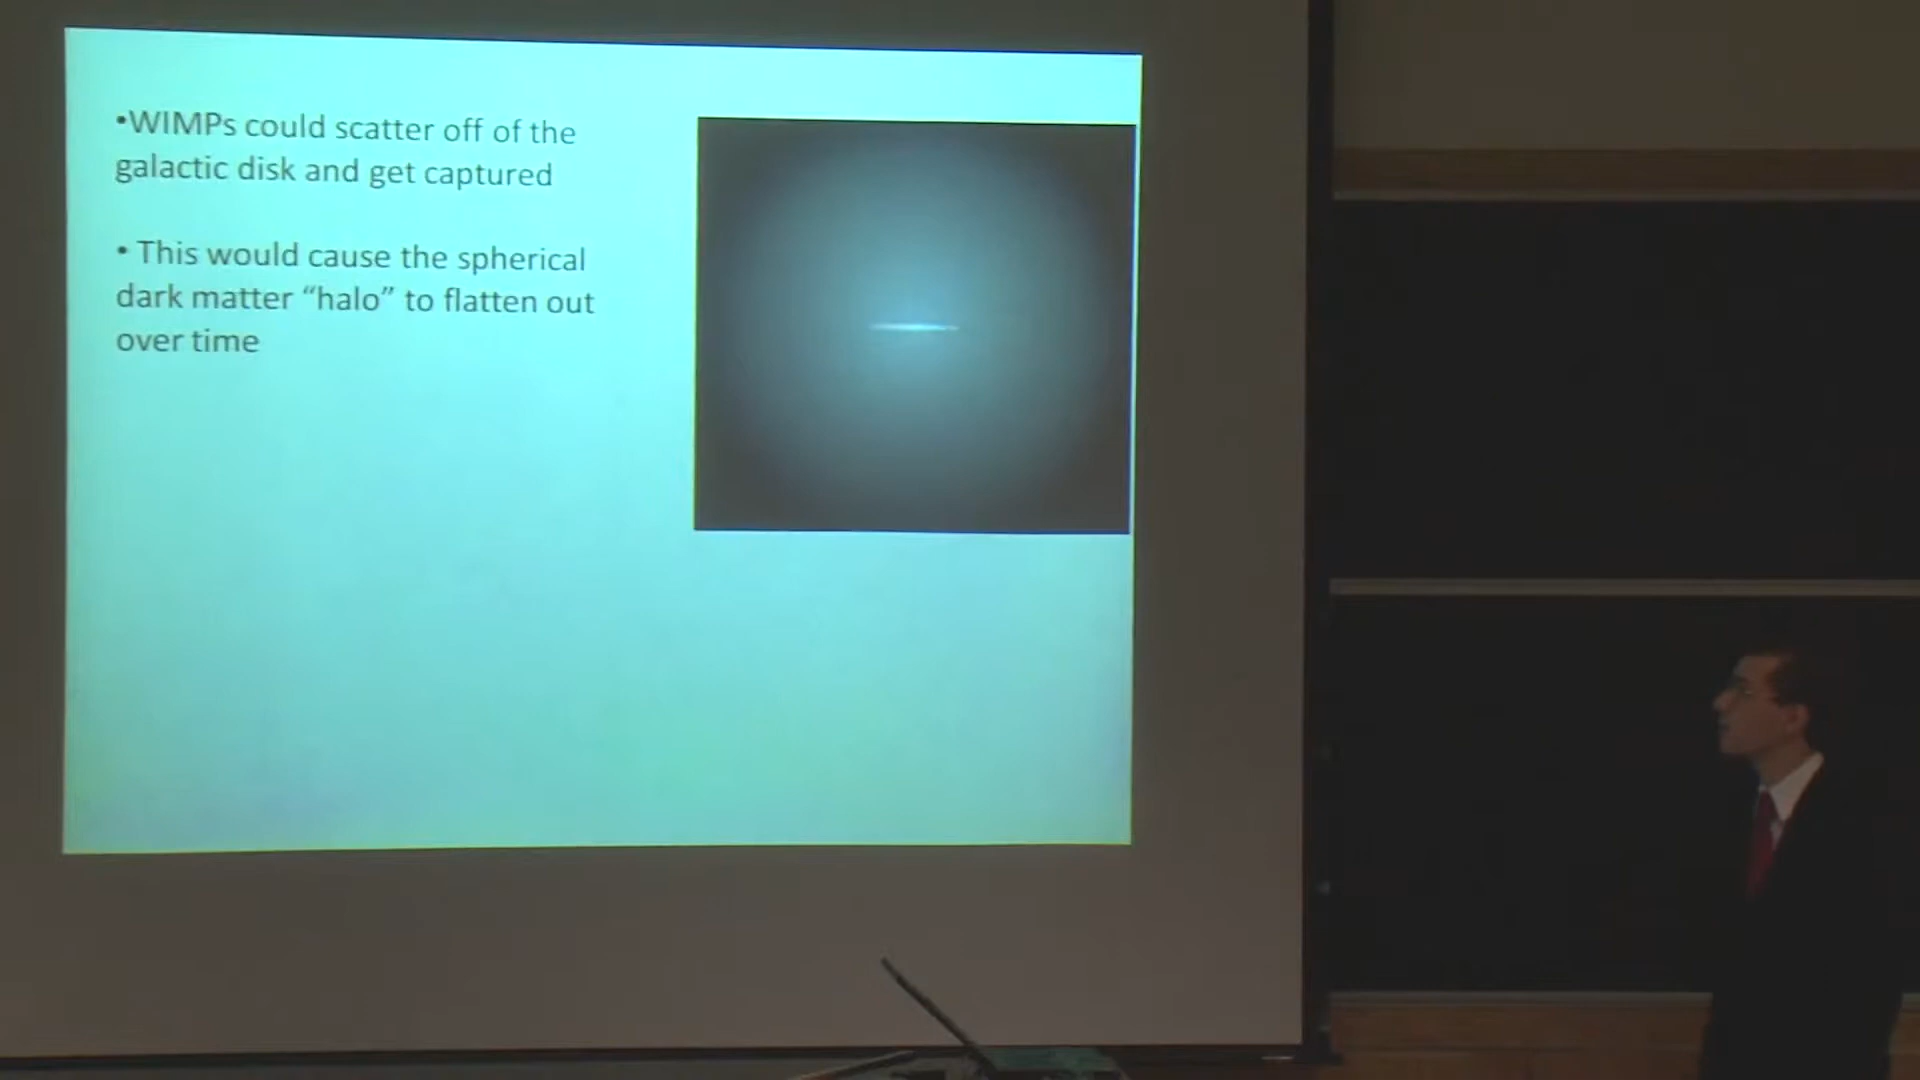 •WIMPs could scatter off of the
galactic disk and get captured
• This would cause the spherical
dark matter “halo” to flatten out
over time